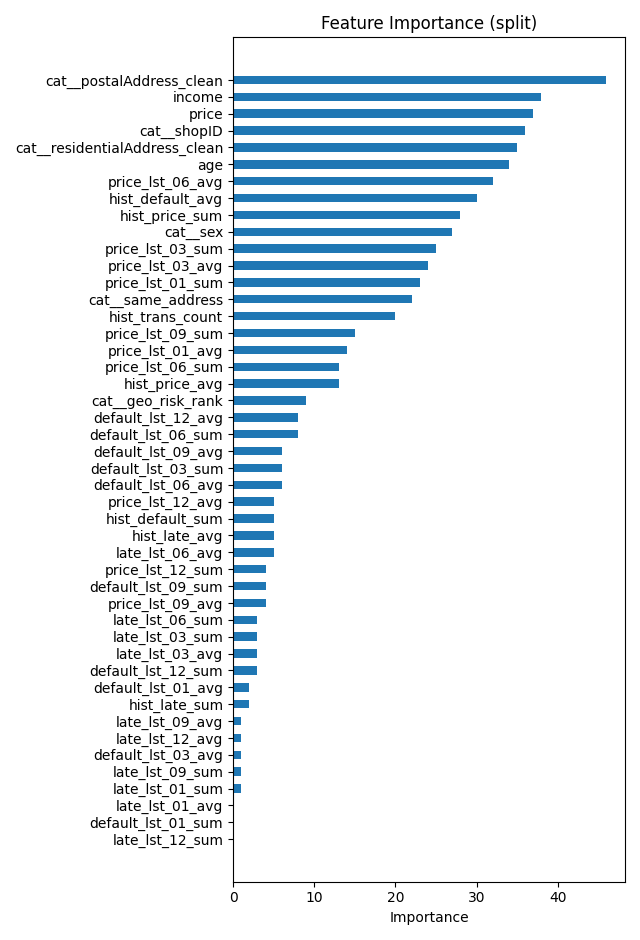 Feature Importance (split)
cat__postalAddress_clean
income
price
cat__shopID
cat__residentialAddress_clean
age
price_lst_06_avg
hist_default_avg
hist_price_sum
cat__sex
price_lst_03_sum
price_lst_03_avg
price_lst_01_sum
cat__same_address
hist_trans_count
price_lst_09_sum
price_lst_01_avg
price_lst_06_sum
hist_price_avg
cat__geo_risk_rank
default_lst_12_avg
default_lst_06_sum
default_lst_09_avg
default_lst_03_sum
default_lst_06_avg
price_lst_12_avg
hist_default_sum
hist_late_avg
late_lst_06_avg
price_lst_12_sum
default_lst_09_sum
price_lst_09_avg
late_lst_06_sum
late_lst_03_sum
late_lst_03_avg
default_lst_12_sum
default_lst_01_avg
hist_late_sum
late_lst_09_avg
late_lst_12_avg
default_lst_03_avg
late_lst_09_sum
late_lst_01_sum
late_lst_01_avg
default_lst_01_sum
late_lst_12_sum
0 10 20 30 40
Importance